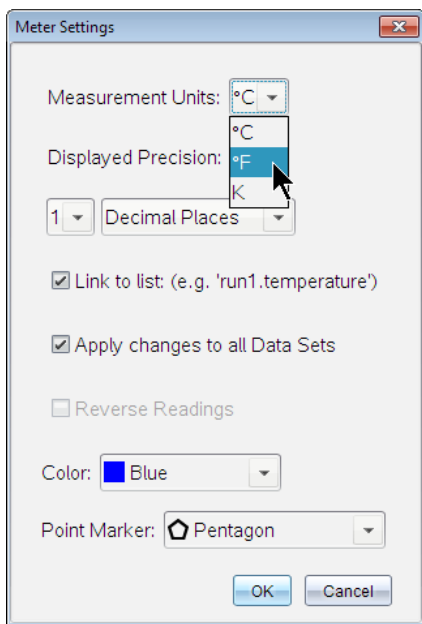 Meter Settings
Measurement Units: °C
°C
Displayed Precision: °F
K
1 Decimal Places
Link to list: (e.g. 'run1.temperature')
Apply changes to all Data Sets
Reverse Readings
Color: Blue
Point Marker: Pentagon
OK Cancel